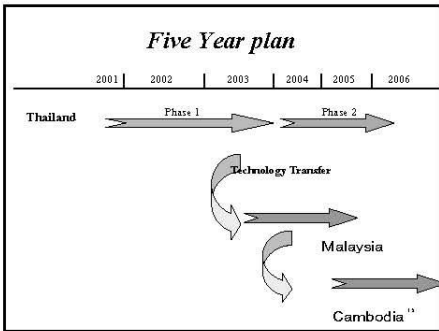 Five Year plan
2001 2002 2003 2004 2005 2006
Thailand Phase 1 Phase 2
Technology Transfer
Malaysia
Cambodia